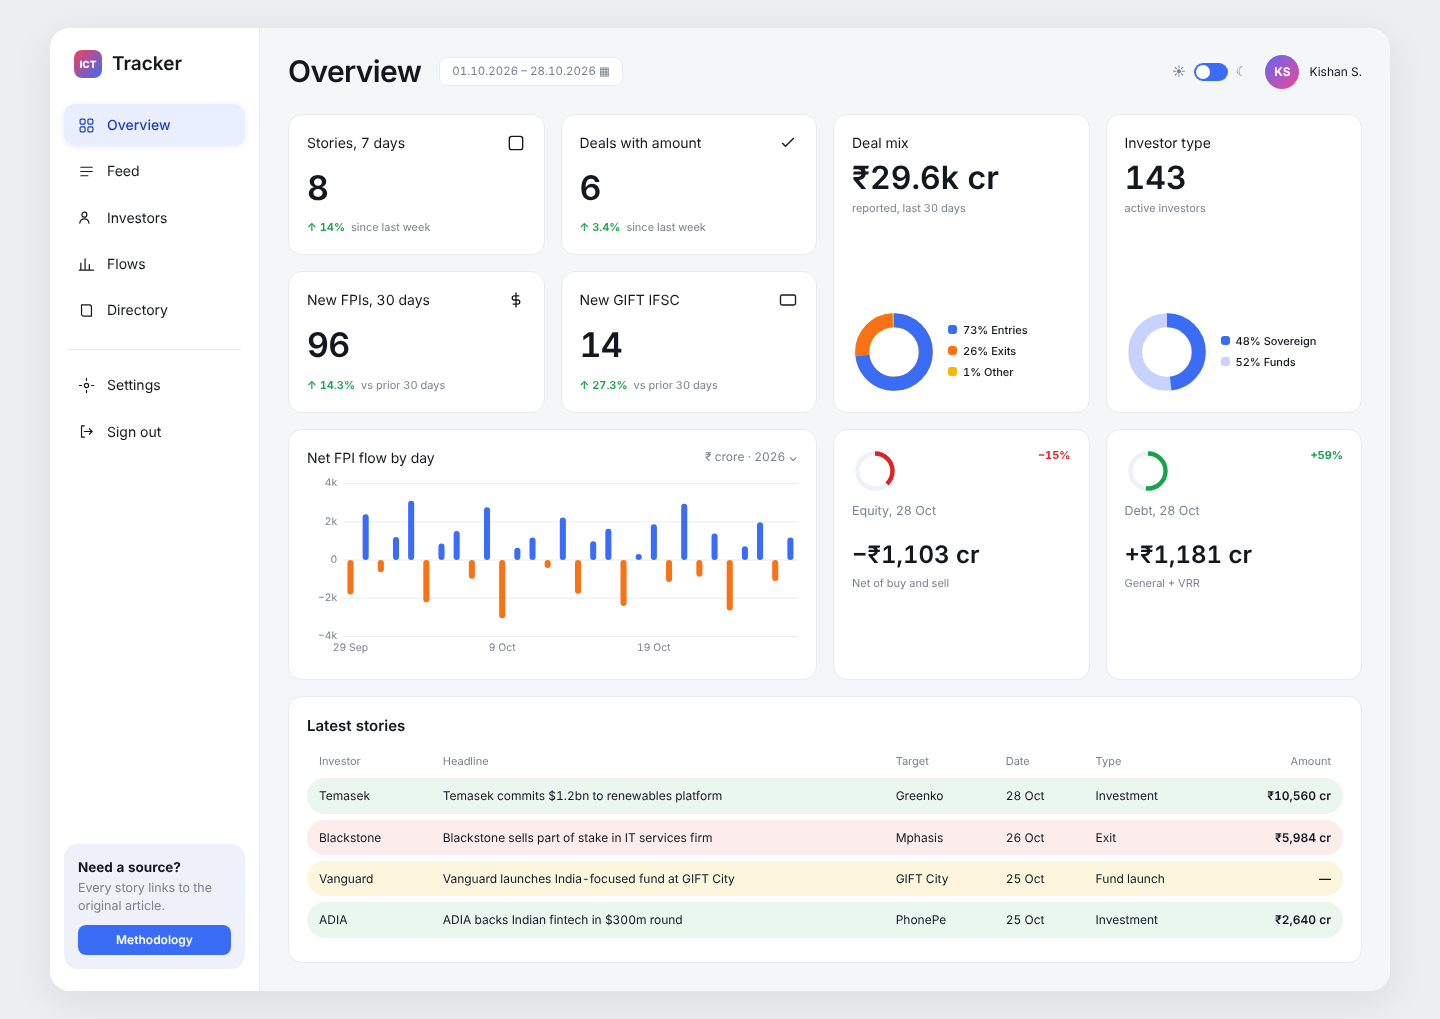 ICT Tracker
Overview
Feed
Investors
Flows
Directory
Settings
Sign out
Need a source?
Every story links to the
original article.
Methodology
Overview
01.10.2026 – 28.10.2026
KS
Kishan S.
Stories, 7 days
8
↑ 14% since last week
Deals with amount
6
↑ 3.4% since last week
Deal mix
₹29.6k cr
reported, last 30 days
73% Entries
26% Exits
1% Other
Investor type
143
active investors
48% Sovereign
52% Funds
New FPIs, 30 days
96
↑ 14.3% vs prior 30 days
New GIFT IFSC
14
↑ 27.3% vs prior 30 days
Net FPI flow by day
₹ crore · 2026
4k
2k
0
−2k
−4k
29 Sep
9 Oct
19 Oct
−15%
Equity, 28 Oct
−₹1,103 cr
Net of buy and sell
+59%
Debt, 28 Oct
+₹1,181 cr
General + VRR
Latest stories
Investor Headline Target Date Type Amount
Temasek Temasek commits $1.2bn to renewables platform Greenko 28 Oct Investment ₹10,560 cr
Blackstone Blackstone sells part of stake in IT services firm Mphasis 26 Oct Exit ₹5,984 cr
Vanguard Vanguard launches India-focused fund at GIFT City GIFT City 25 Oct Fund launch —
ADIA ADIA backs Indian fintech in $300m round PhonePe 25 Oct Investment ₹2,640 cr